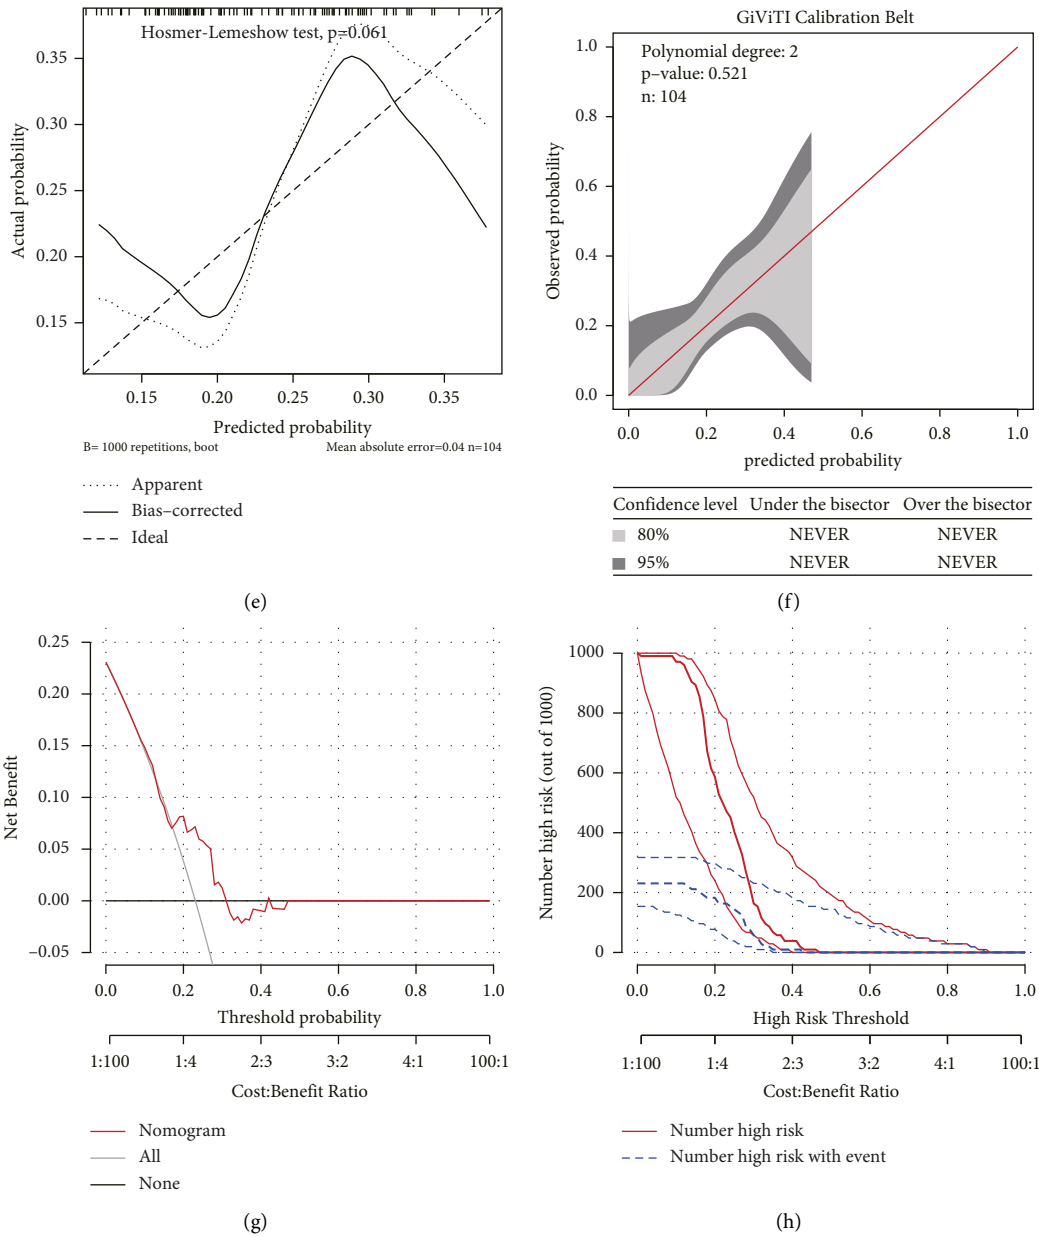 Hosmer-Lemeshow test, p=0.061
0.35
0.30
0.25
0.20
0.15
Actual probability
0.15 0.20 0.25 0.30 0.35
Predicted probability
B= 1000 repetitions, boot Mean absolute error=0.04 n=104
Apparent
Bias–corrected
Ideal
(e)
GiViTI Calibration Belt
Polynomial degree: 2
p–value: 0.521
n: 104
1.0
0.8
0.6
0.4
0.2
0.0
Observed probability
0.0 0.2 0.4 0.6 0.8 1.0
predicted probability
Confidence level Under the bisector Over the bisector
80% NEVER NEVER
95% NEVER NEVER
(f)
0.25
0.20
0.15
0.10
0.05
0.00
–0.05
Net Benefit
0.0 0.2 0.4 0.6 0.8 1.0
Threshold probability
1:100 1:4 2:3 3:2 4:1 100:1
Cost:Benefit Ratio
Nomogram
All
None
(g)
1000
800
600
400
200
0
Number high risk (out of 1000)
0.0 0.2 0.4 0.6 0.8 1.0
High Risk Threshold
1:100 1:4 2:3 3:2 4:1 100:1
Cost:Benefit Ratio
Number high risk
Number high risk with event
(h)